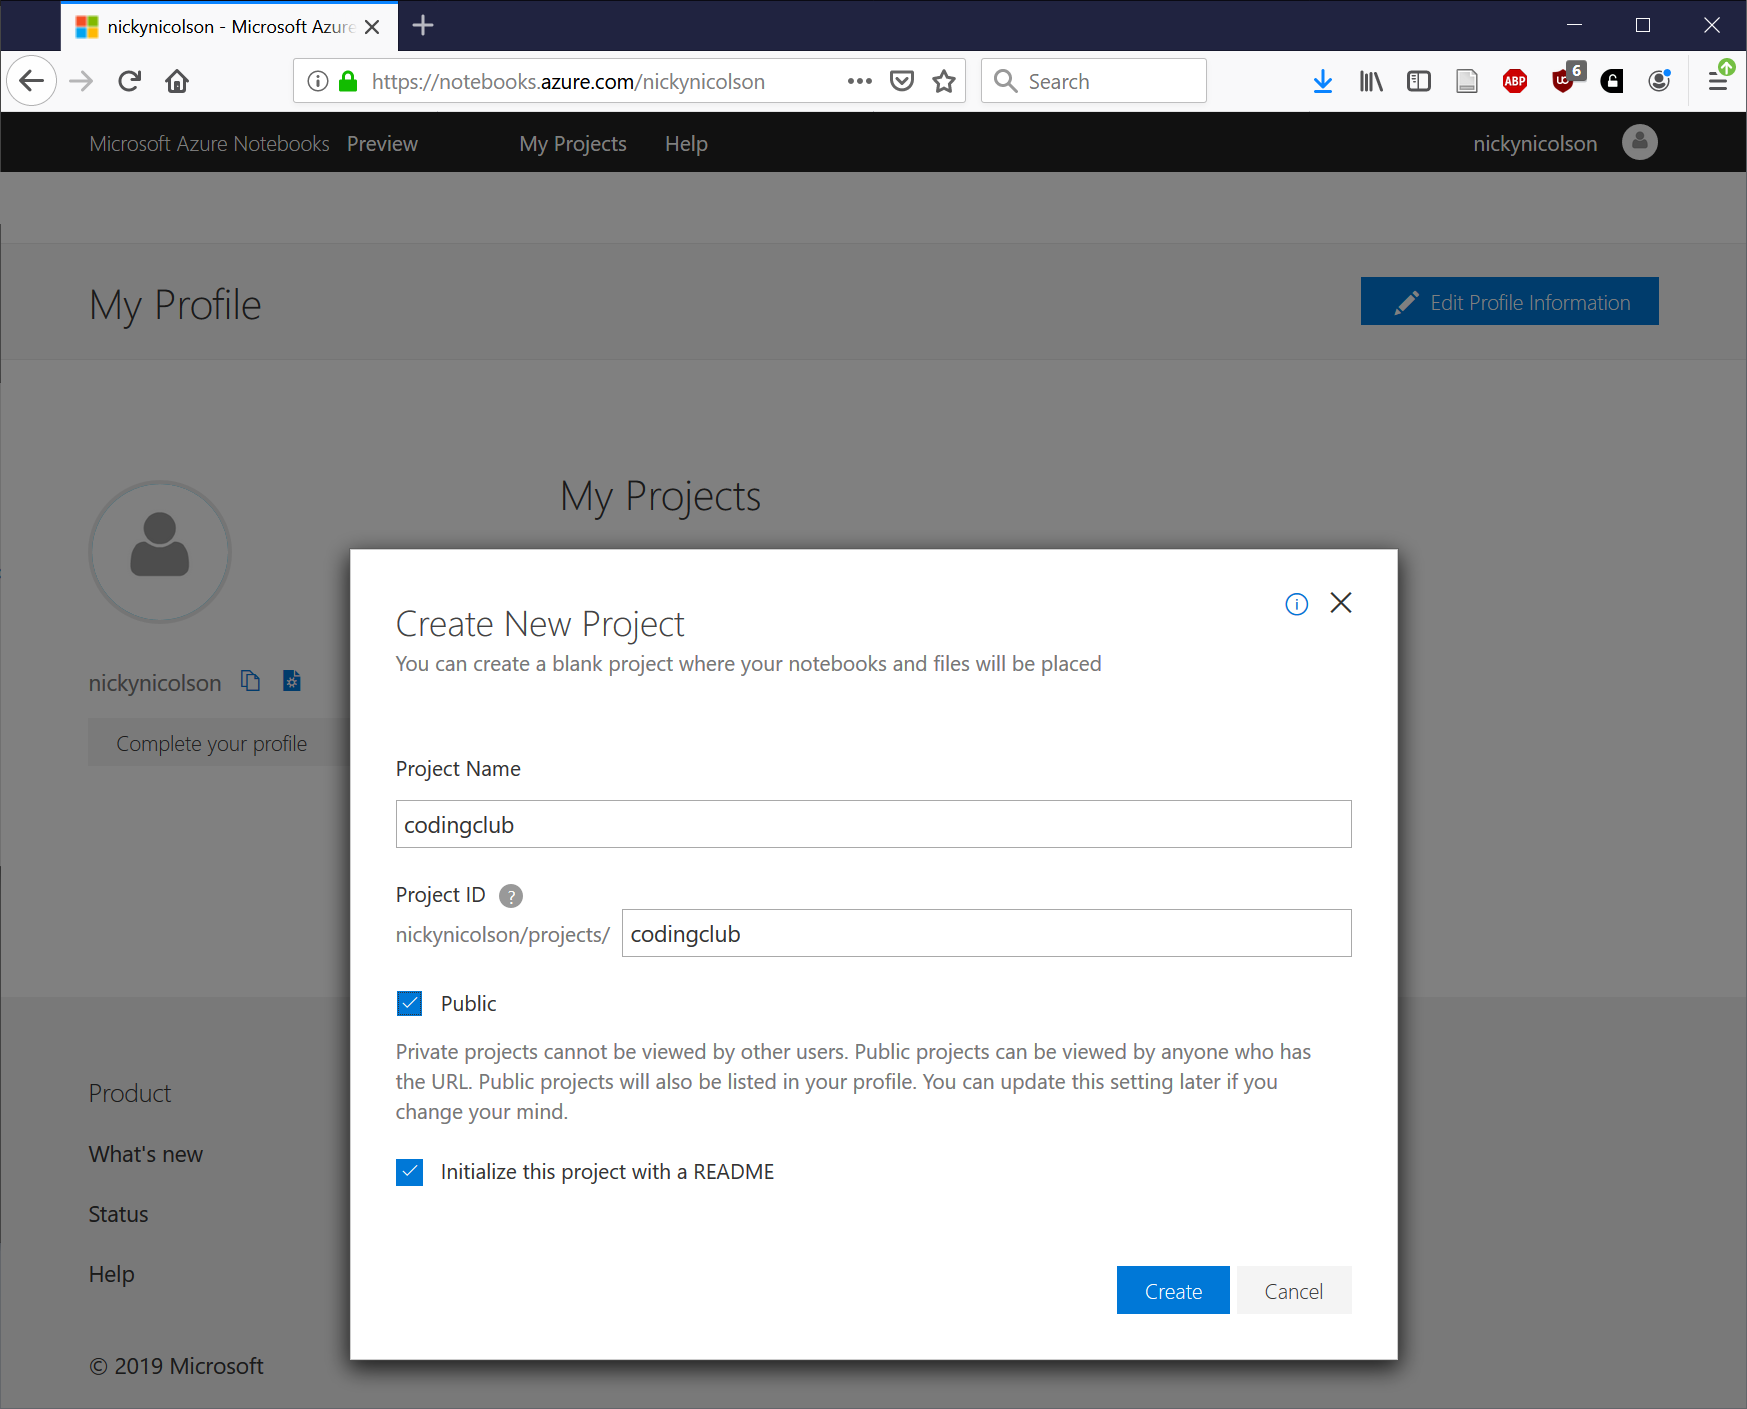 nickynicolson - Microsoft Azure
https://notebooks.azure.com/nickynicolson
Search
ABP
6
Microsoft Azure Notebooks Preview My Projects Help nickynicolson
My Profile
Edit Profile Information
My Projects
nickynicolson
Complete your profile
Create New Project
You can create a blank project where your notebooks and files will be placed
Project Name
codingclub
Project ID ?
nickynicolson/projects/ codingclub
Public
Private projects cannot be viewed by other users. Public projects can be viewed by anyone who has
the URL. Public projects will also be listed in your profile. You can update this setting later if you
change your mind.
Initialize this project with a README
Create Cancel
Product
What's new
Status
Help
© 2019 Microsoft